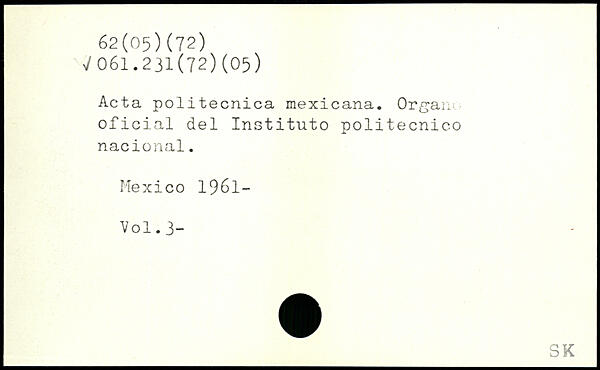 62(05)(72)
√061.231(72)(05)
Acta politecnica mexicana. Organo
oficial del Instituto politecnico
nacional.
Mexico 1961-
Vol.3-
SK